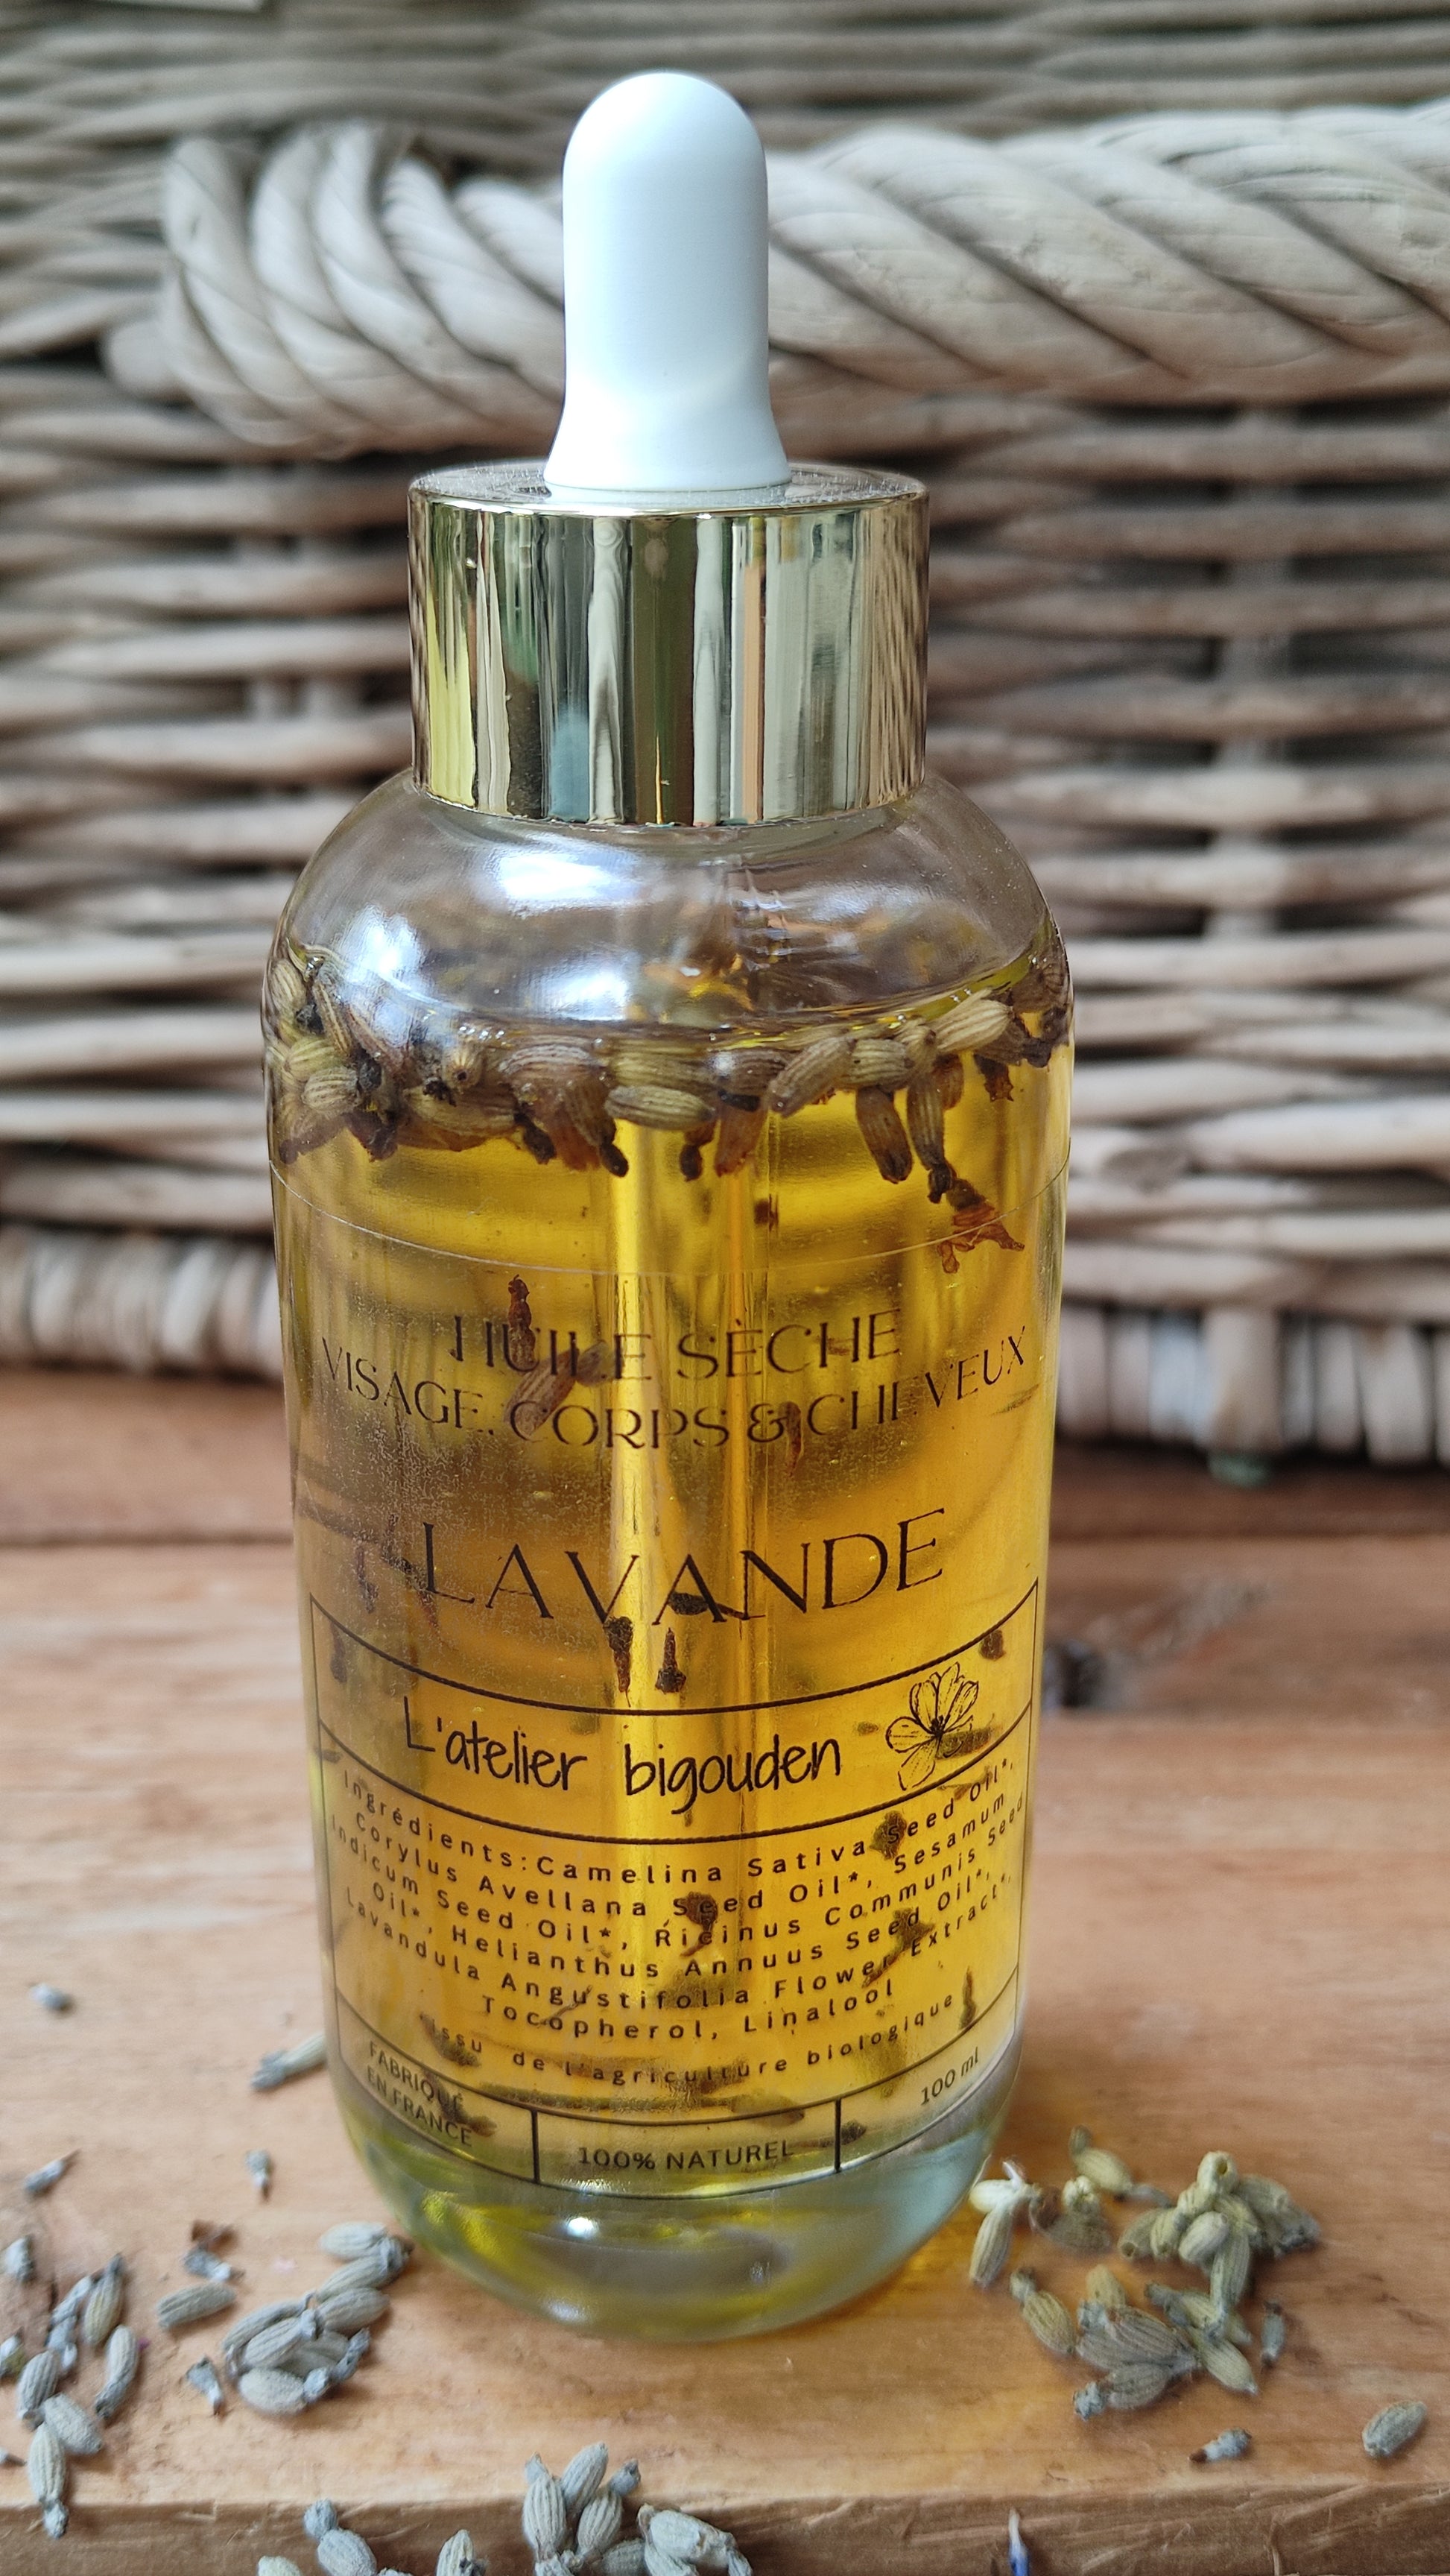 HUILE SÈCHE
VISAGE, CORPS & CHEVEUX
LAVANDE
L'atelier bigouden
Ingrédients:Camelina Sativa Seed Oil*,
Corylus Avellana Seed Oil*, Sesamum
Indicum Seed Oil*, Ricinus Communis Seed
Oil*, Helianthus Annuus Seed Oil*,
Lavandula Angustifolia Flower Extract*,
Tocopherol, Linalool
*issu de l'agriculture biologique
FABRIQUÉ
EN FRANCE
100% NATUREL
100 ml